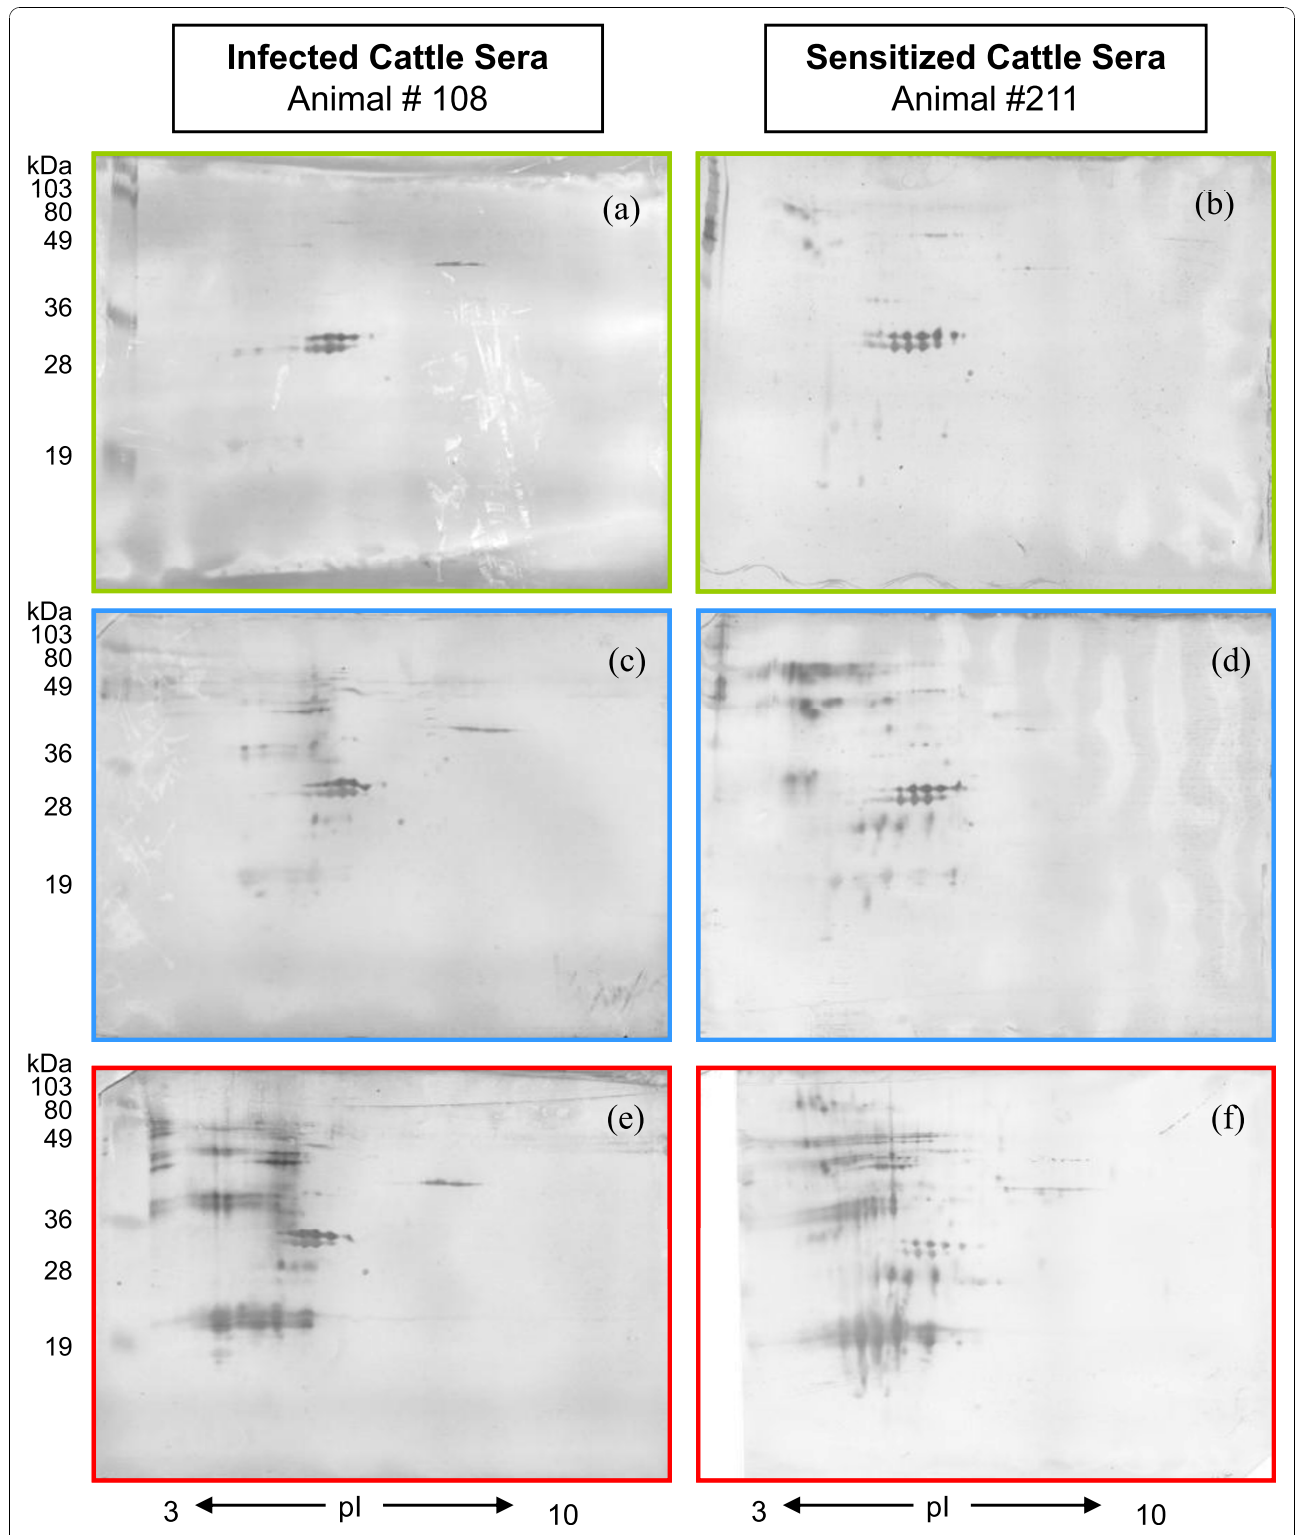 Infected Cattle Sera
Animal # 108
Sensitized Cattle Sera
Animal #211
kDa
103
80
49
36
28
19
(a)
(b)
kDa
103
80
49
36
28
19
(c)
(d)
kDa
103
80
49
36
28
19
(e)
(f)
3 pI 10
3 pI 10